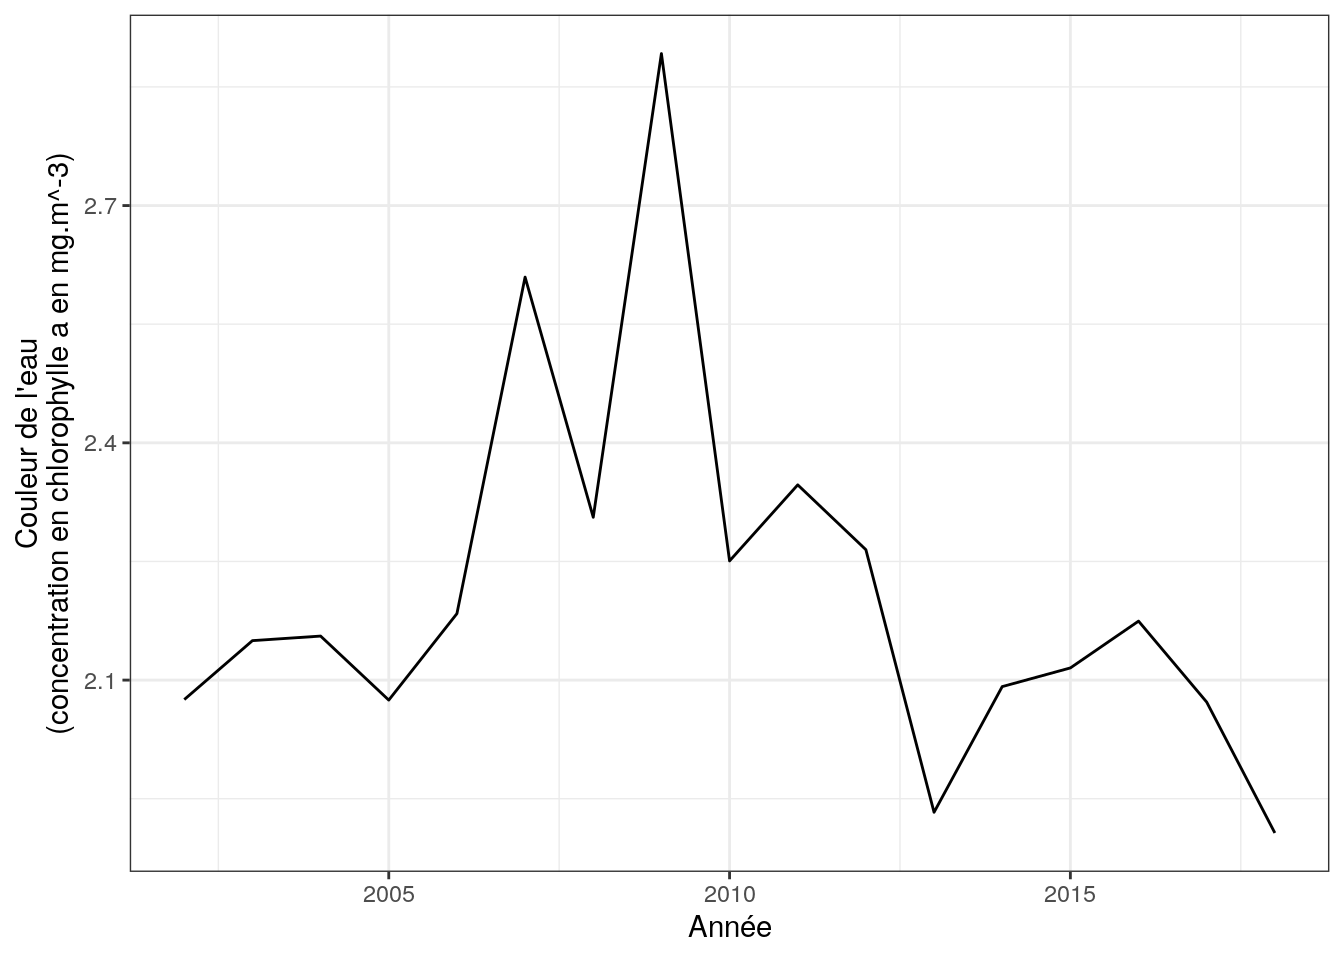 Couleur de l'eau
(concentration en chlorophylle a en mg.m^-3)
2.7
2.4
2.1
2005
2010
2015
Année